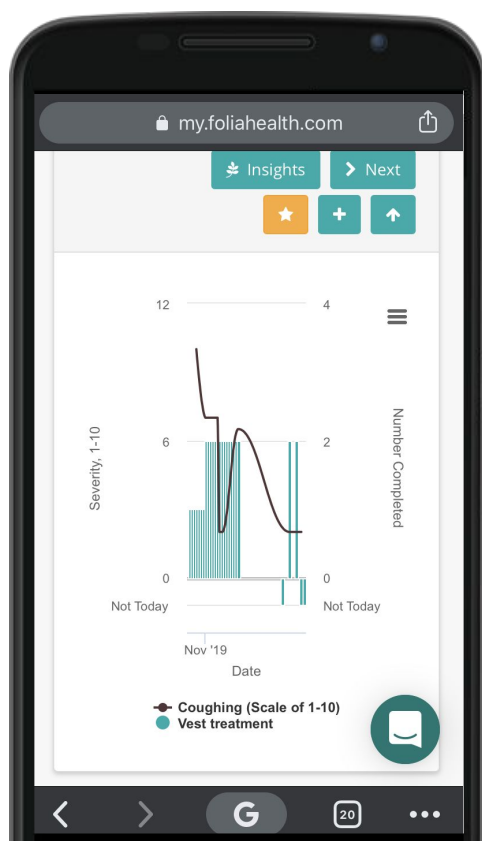 my.foliahealth.com
Insights
Next
12
4
Severity, 1-10
6
2
Number Completed
0
0
Not Today
Not Today
Nov '19
Date
Coughing (Scale of 1-10)
Vest treatment
G
20